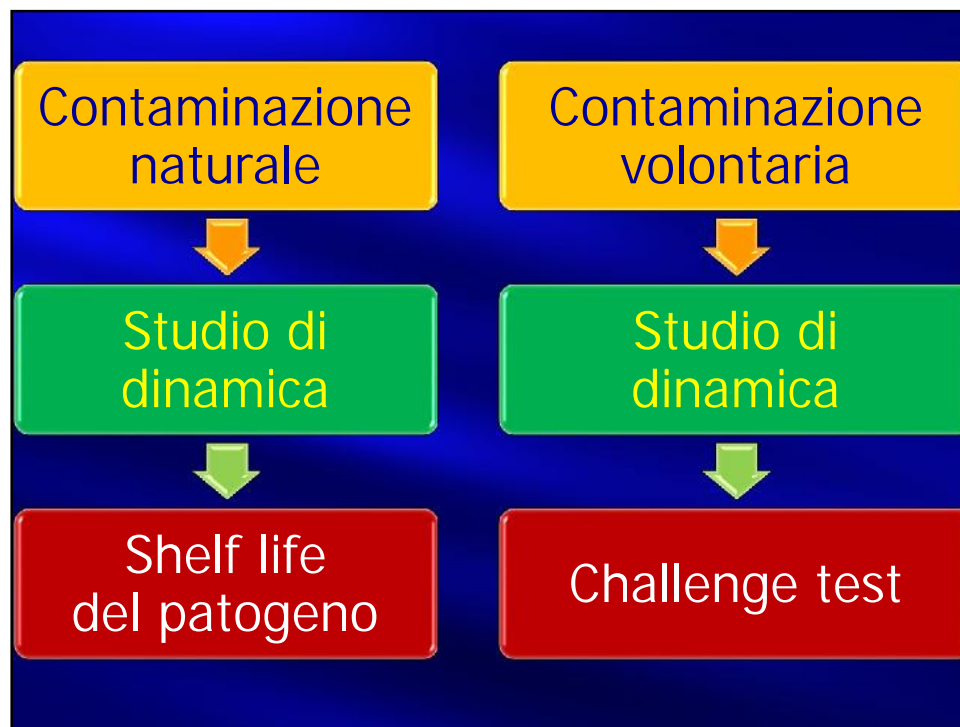 Contaminazione
naturale
Studio di
dinamica
Shelf life
del patogeno
Contaminazione
volontaria
Studio di
dinamica
Challenge test